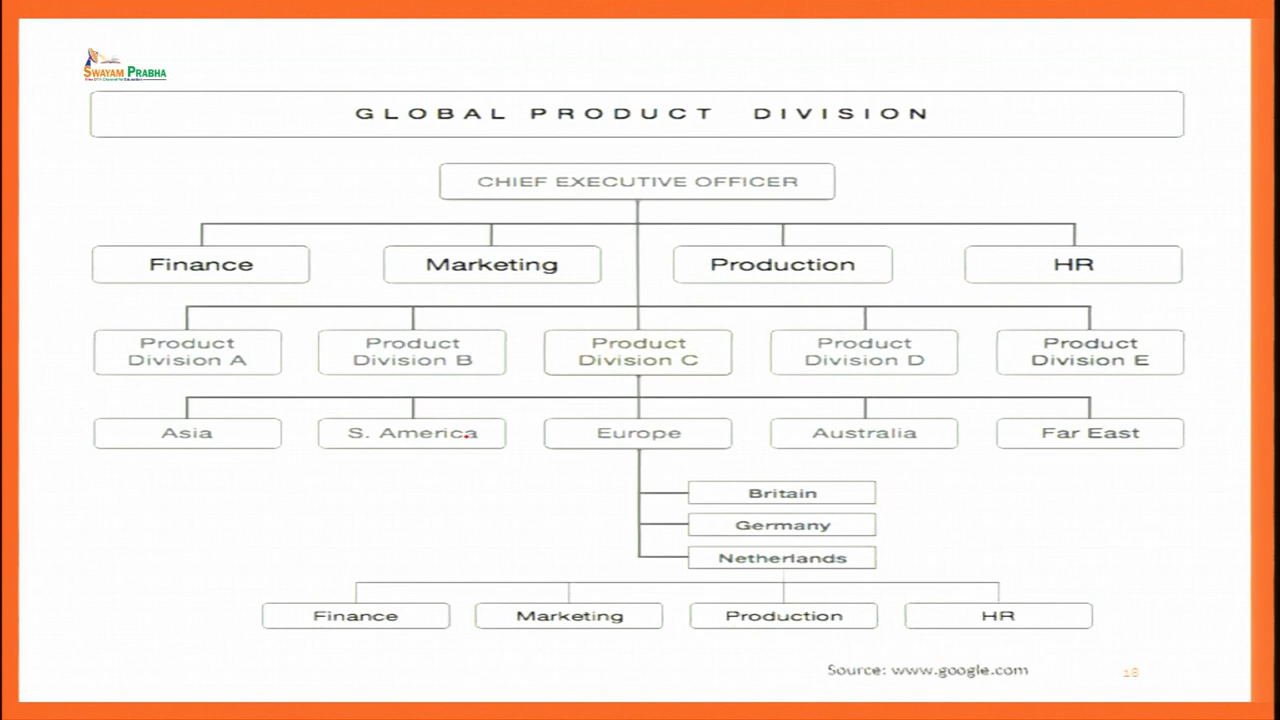 SWAYAM PRABHA
GLOBAL PRODUCT DIVISION
CHIEF EXECUTIVE OFFICER
Finance
Marketing
Production
HR
Product
Division A
Product
Division B
Product
Division C
Product
Division D
Product
Division E
Asia
S. America
Europe
Australia
Far East
Britain
Germany
Netherlands
Finance
Marketing
Production
HR
Source: www.google.com
18